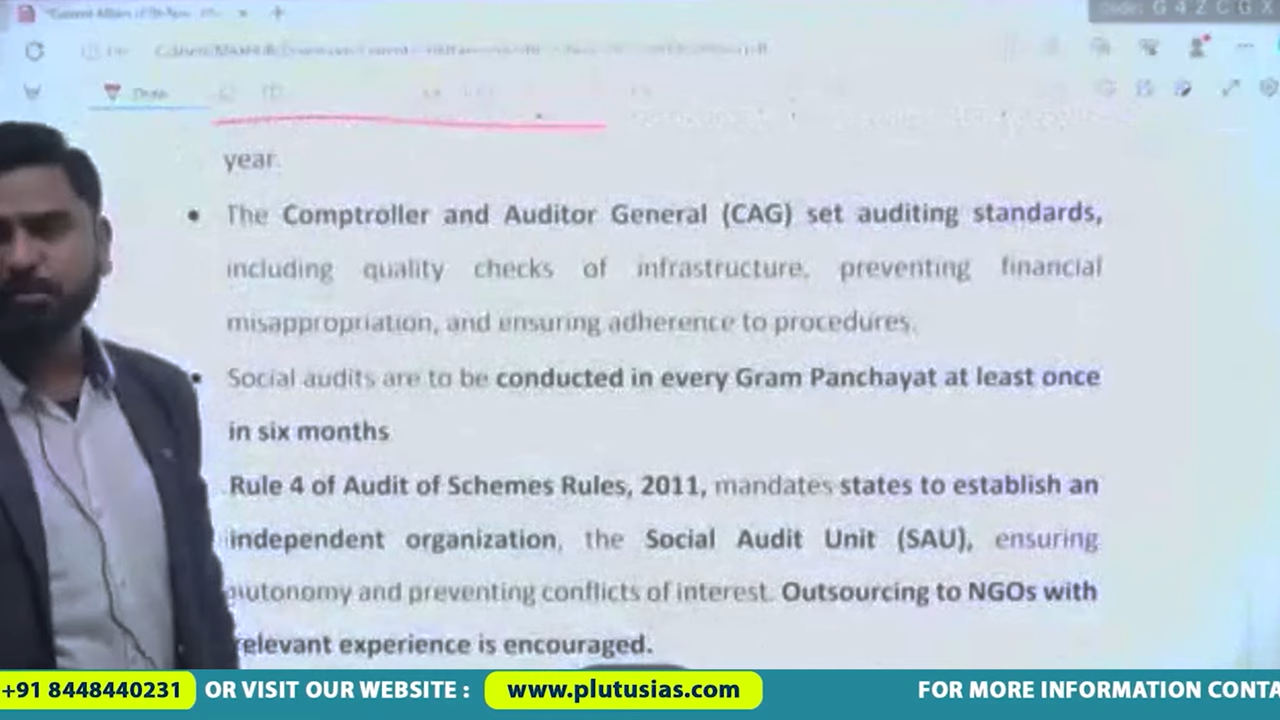 Code: G 4 Z C G X
Draw
year.
• The Comptroller and Auditor General (CAG) set auditing standards,
including quality checks of infrastructure, preventing financial
misappropriation, and ensuring adherence to procedures.
• Social audits are to be conducted in every Gram Panchayat at least once
in six months
Rule 4 of Audit of Schemes Rules, 2011, mandates states to establish an
independent organization, the Social Audit Unit (SAU), ensuring
autonomy and preventing conflicts of interest. Outsourcing to NGOs with
relevant experience is encouraged.
+91 8448440231 OR VISIT OUR WEBSITE : www.plutusias.com FOR MORE INFORMATION CONTA